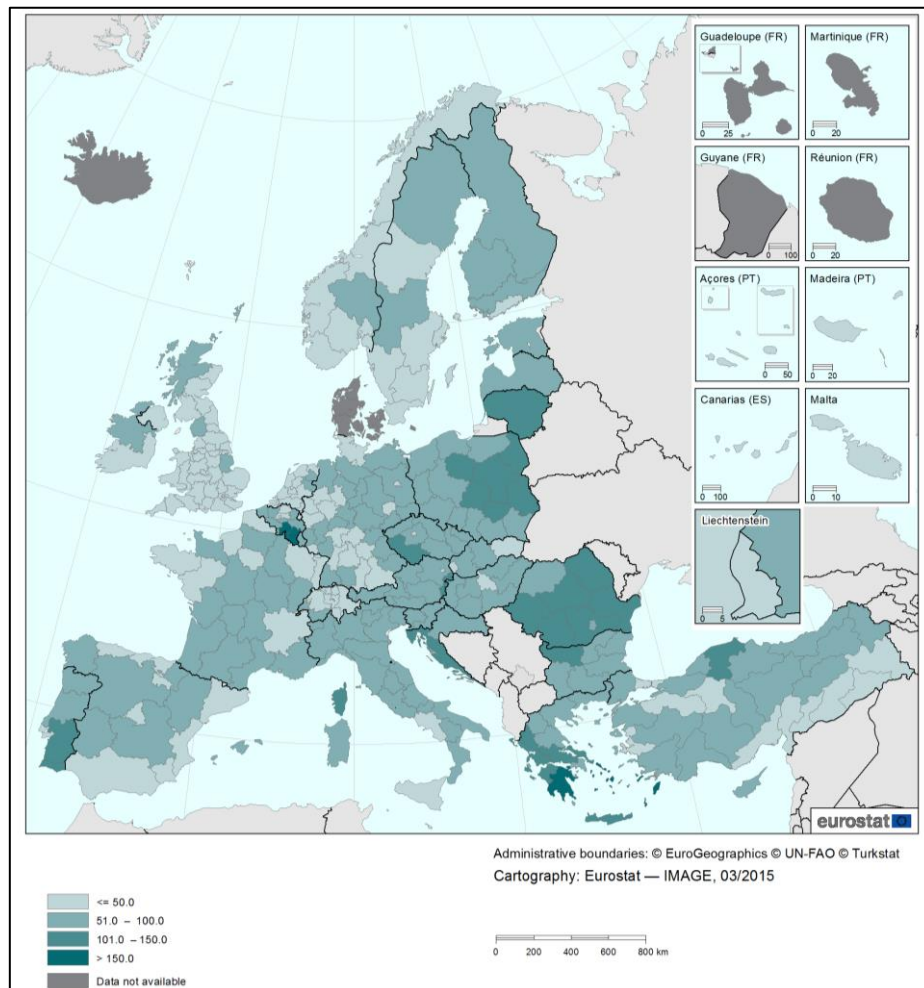 Guadeloupe (FR)
0 25
Martinique (FR)
0 20
Guyane (FR)
0 100
Réunion (FR)
0 20
Açores (PT)
0 50
Madeira (PT)
0 20
Canarias (ES)
0 100
Malta
0 10
Liechtenstein
0 5
eurostat
Administrative boundaries: © EuroGeographics © UN-FAO © Turkstat
Cartography: Eurostat — IMAGE, 03/2015
<= 50.0
51.0 – 100.0
101.0 – 150.0
> 150.0
Data not available
0 200 400 600 800 km